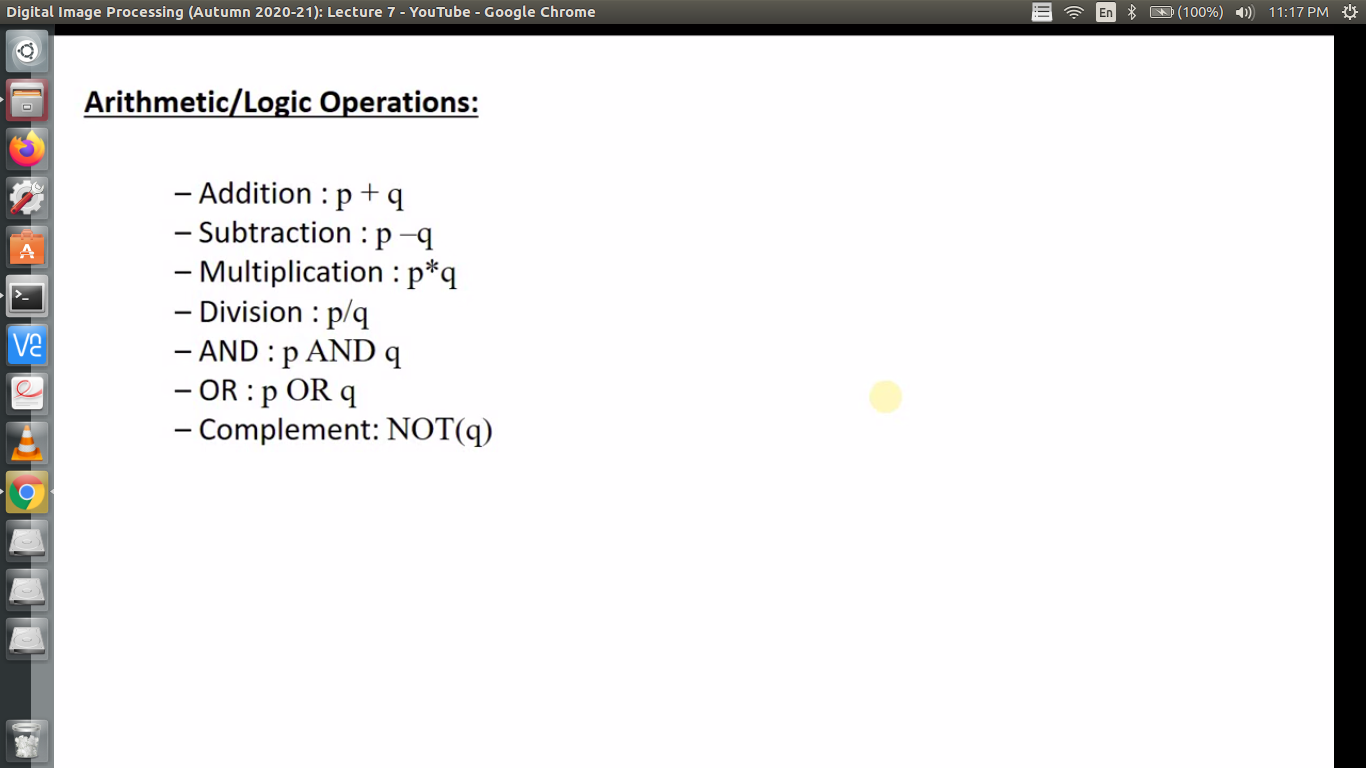 Digital Image Processing (Autumn 2020-21): Lecture 7 - YouTube - Google Chrome
En
(100%)
11:17 PM
Arithmetic/Logic Operations:
– Addition : p + q
– Subtraction : p –q
– Multiplication : p*q
– Division : p/q
– AND : p AND q
– OR : p OR q
– Complement: NOT(q)